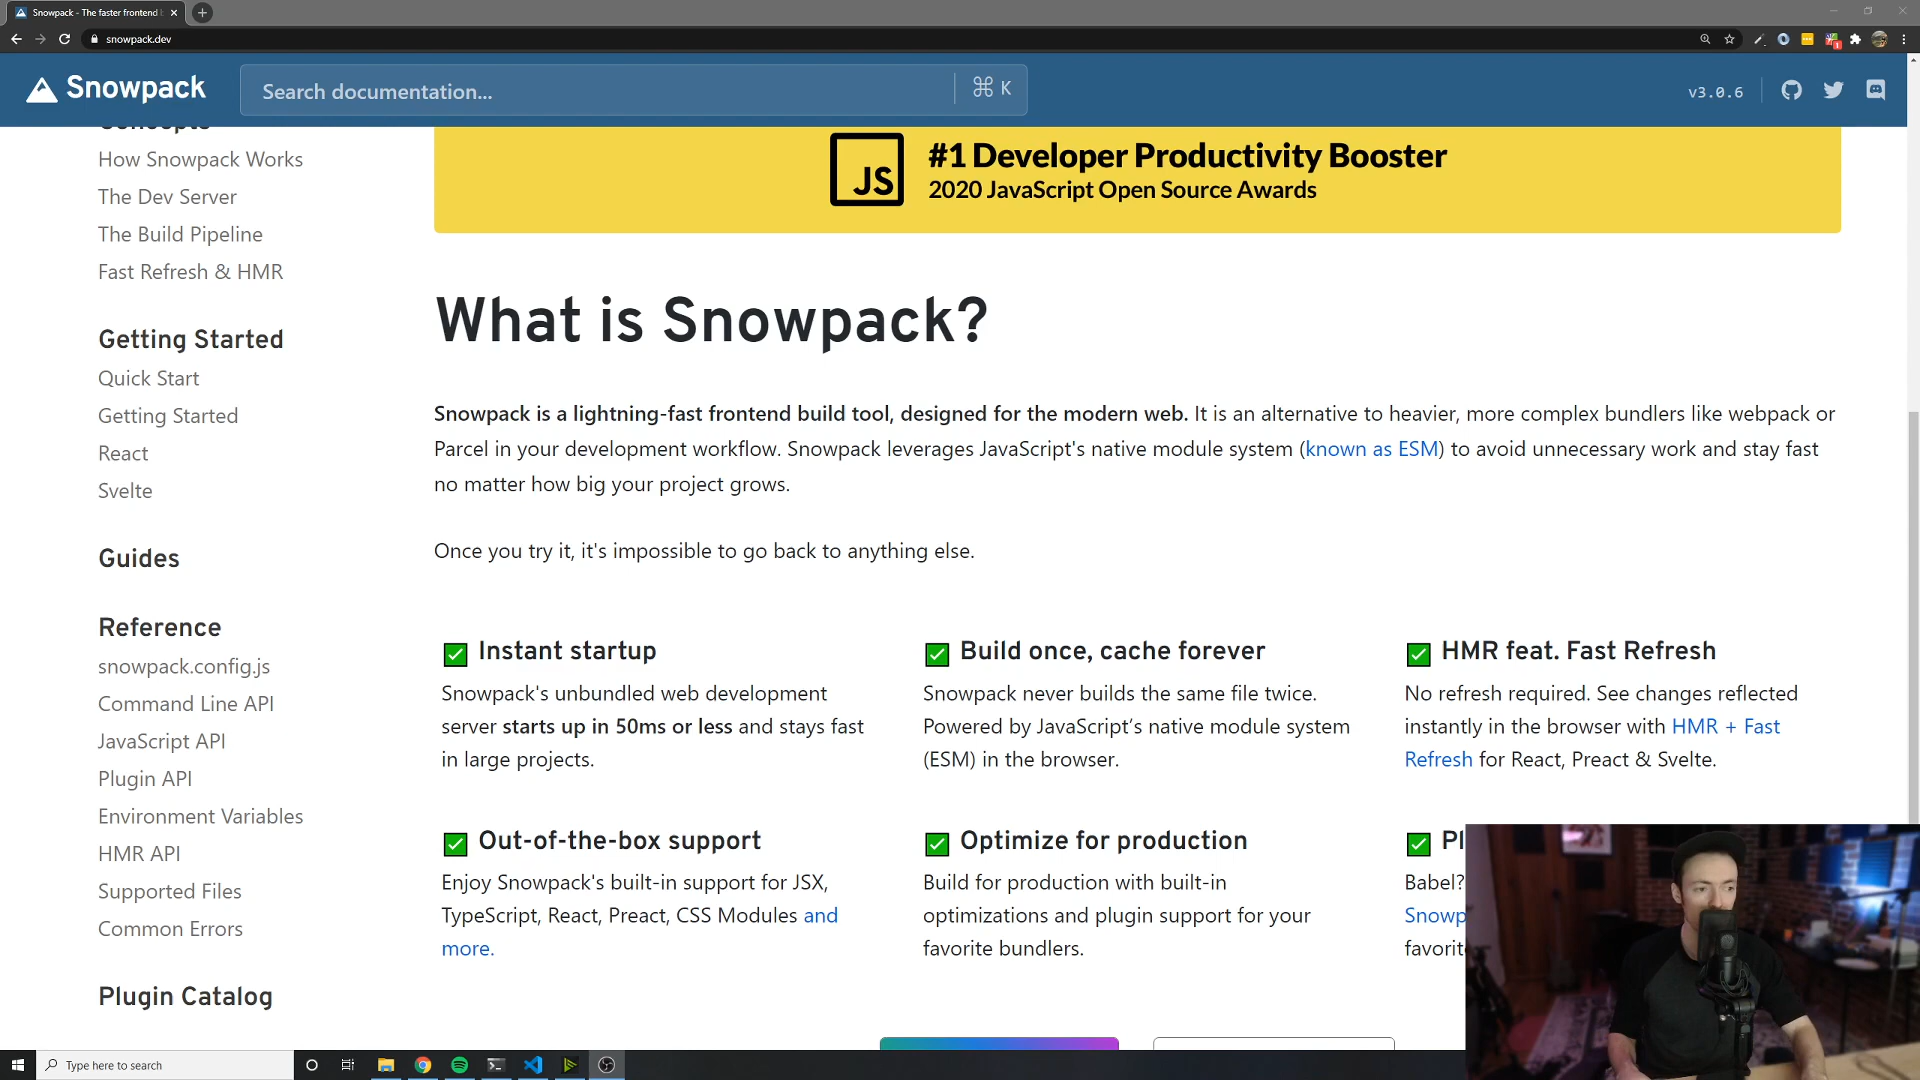 Snowpack - The faster frontend
snowpack.dev
Snowpack
Search documentation...
⌘ K
v3.0.6
Concepts
How Snowpack Works
The Dev Server
The Build Pipeline
Fast Refresh & HMR
Getting Started
Quick Start
Getting Started
React
Svelte
Guides
Reference
snowpack.config.js
Command Line API
JavaScript API
Plugin API
Environment Variables
HMR API
Supported Files
Common Errors
Plugin Catalog
JS
#1 Developer Productivity Booster
2020 JavaScript Open Source Awards
What is Snowpack?
Snowpack is a lightning-fast frontend build tool, designed for the modern web. It is an alternative to heavier, more complex bundlers like webpack or
Parcel in your development workflow. Snowpack leverages JavaScript's native module system (known as ESM) to avoid unnecessary work and stay fast
no matter how big your project grows.
Once you try it, it's impossible to go back to anything else.
Instant startup
Snowpack's unbundled web development
server starts up in 50ms or less and stays fast
in large projects.
Build once, cache forever
Snowpack never builds the same file twice.
Powered by JavaScript’s native module system
(ESM) in the browser.
HMR feat. Fast Refresh
No refresh required. See changes reflected
instantly in the browser with HMR + Fast
Refresh for React, Preact & Svelte.
Out-of-the-box support
Enjoy Snowpack's built-in support for JSX,
TypeScript, React, Preact, CSS Modules and
more.
Optimize for production
Build for production with built-in
optimizations and plugin support for your
favorite bundlers.
Pl
Babel?
Snowp
favorit
Type here to search